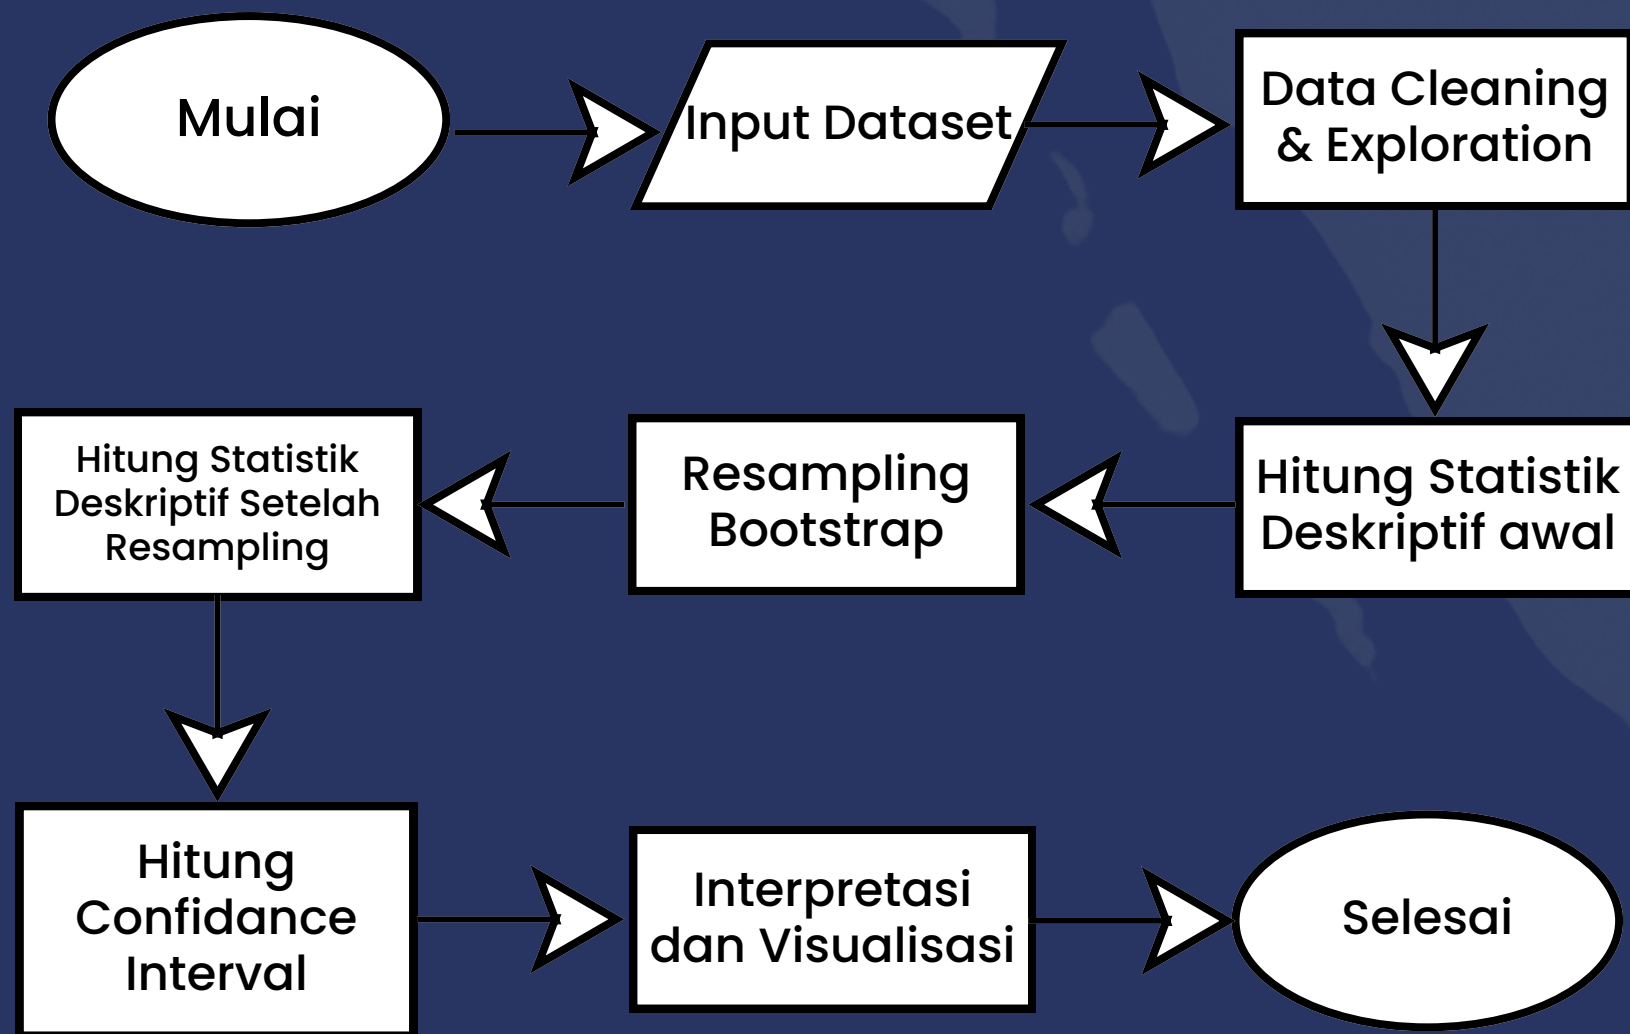 Mulai
Input Dataset
Data Cleaning
& Exploration
Hitung Statistik
Deskriptif awal
Resampling
Bootstrap
Hitung Statistik
Deskriptif Setelah
Resampling
Hitung
Confidance
Interval
Interpretasi
dan Visualisasi
Selesai